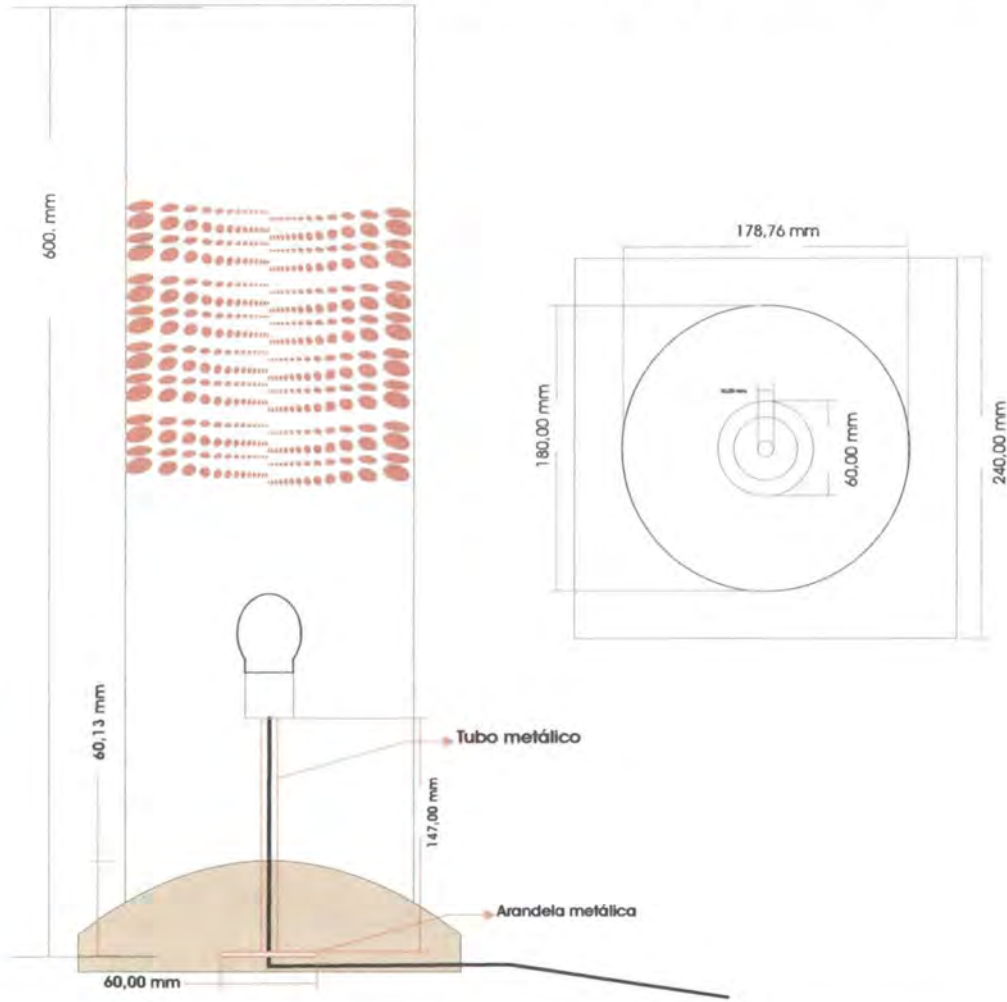 600. mm
178,76 mm
180,00 mm
60,00 mm
240,00 mm
60,13 mm
Tubo metálico
147,00 mm
Arandela metálica
60,00 mm